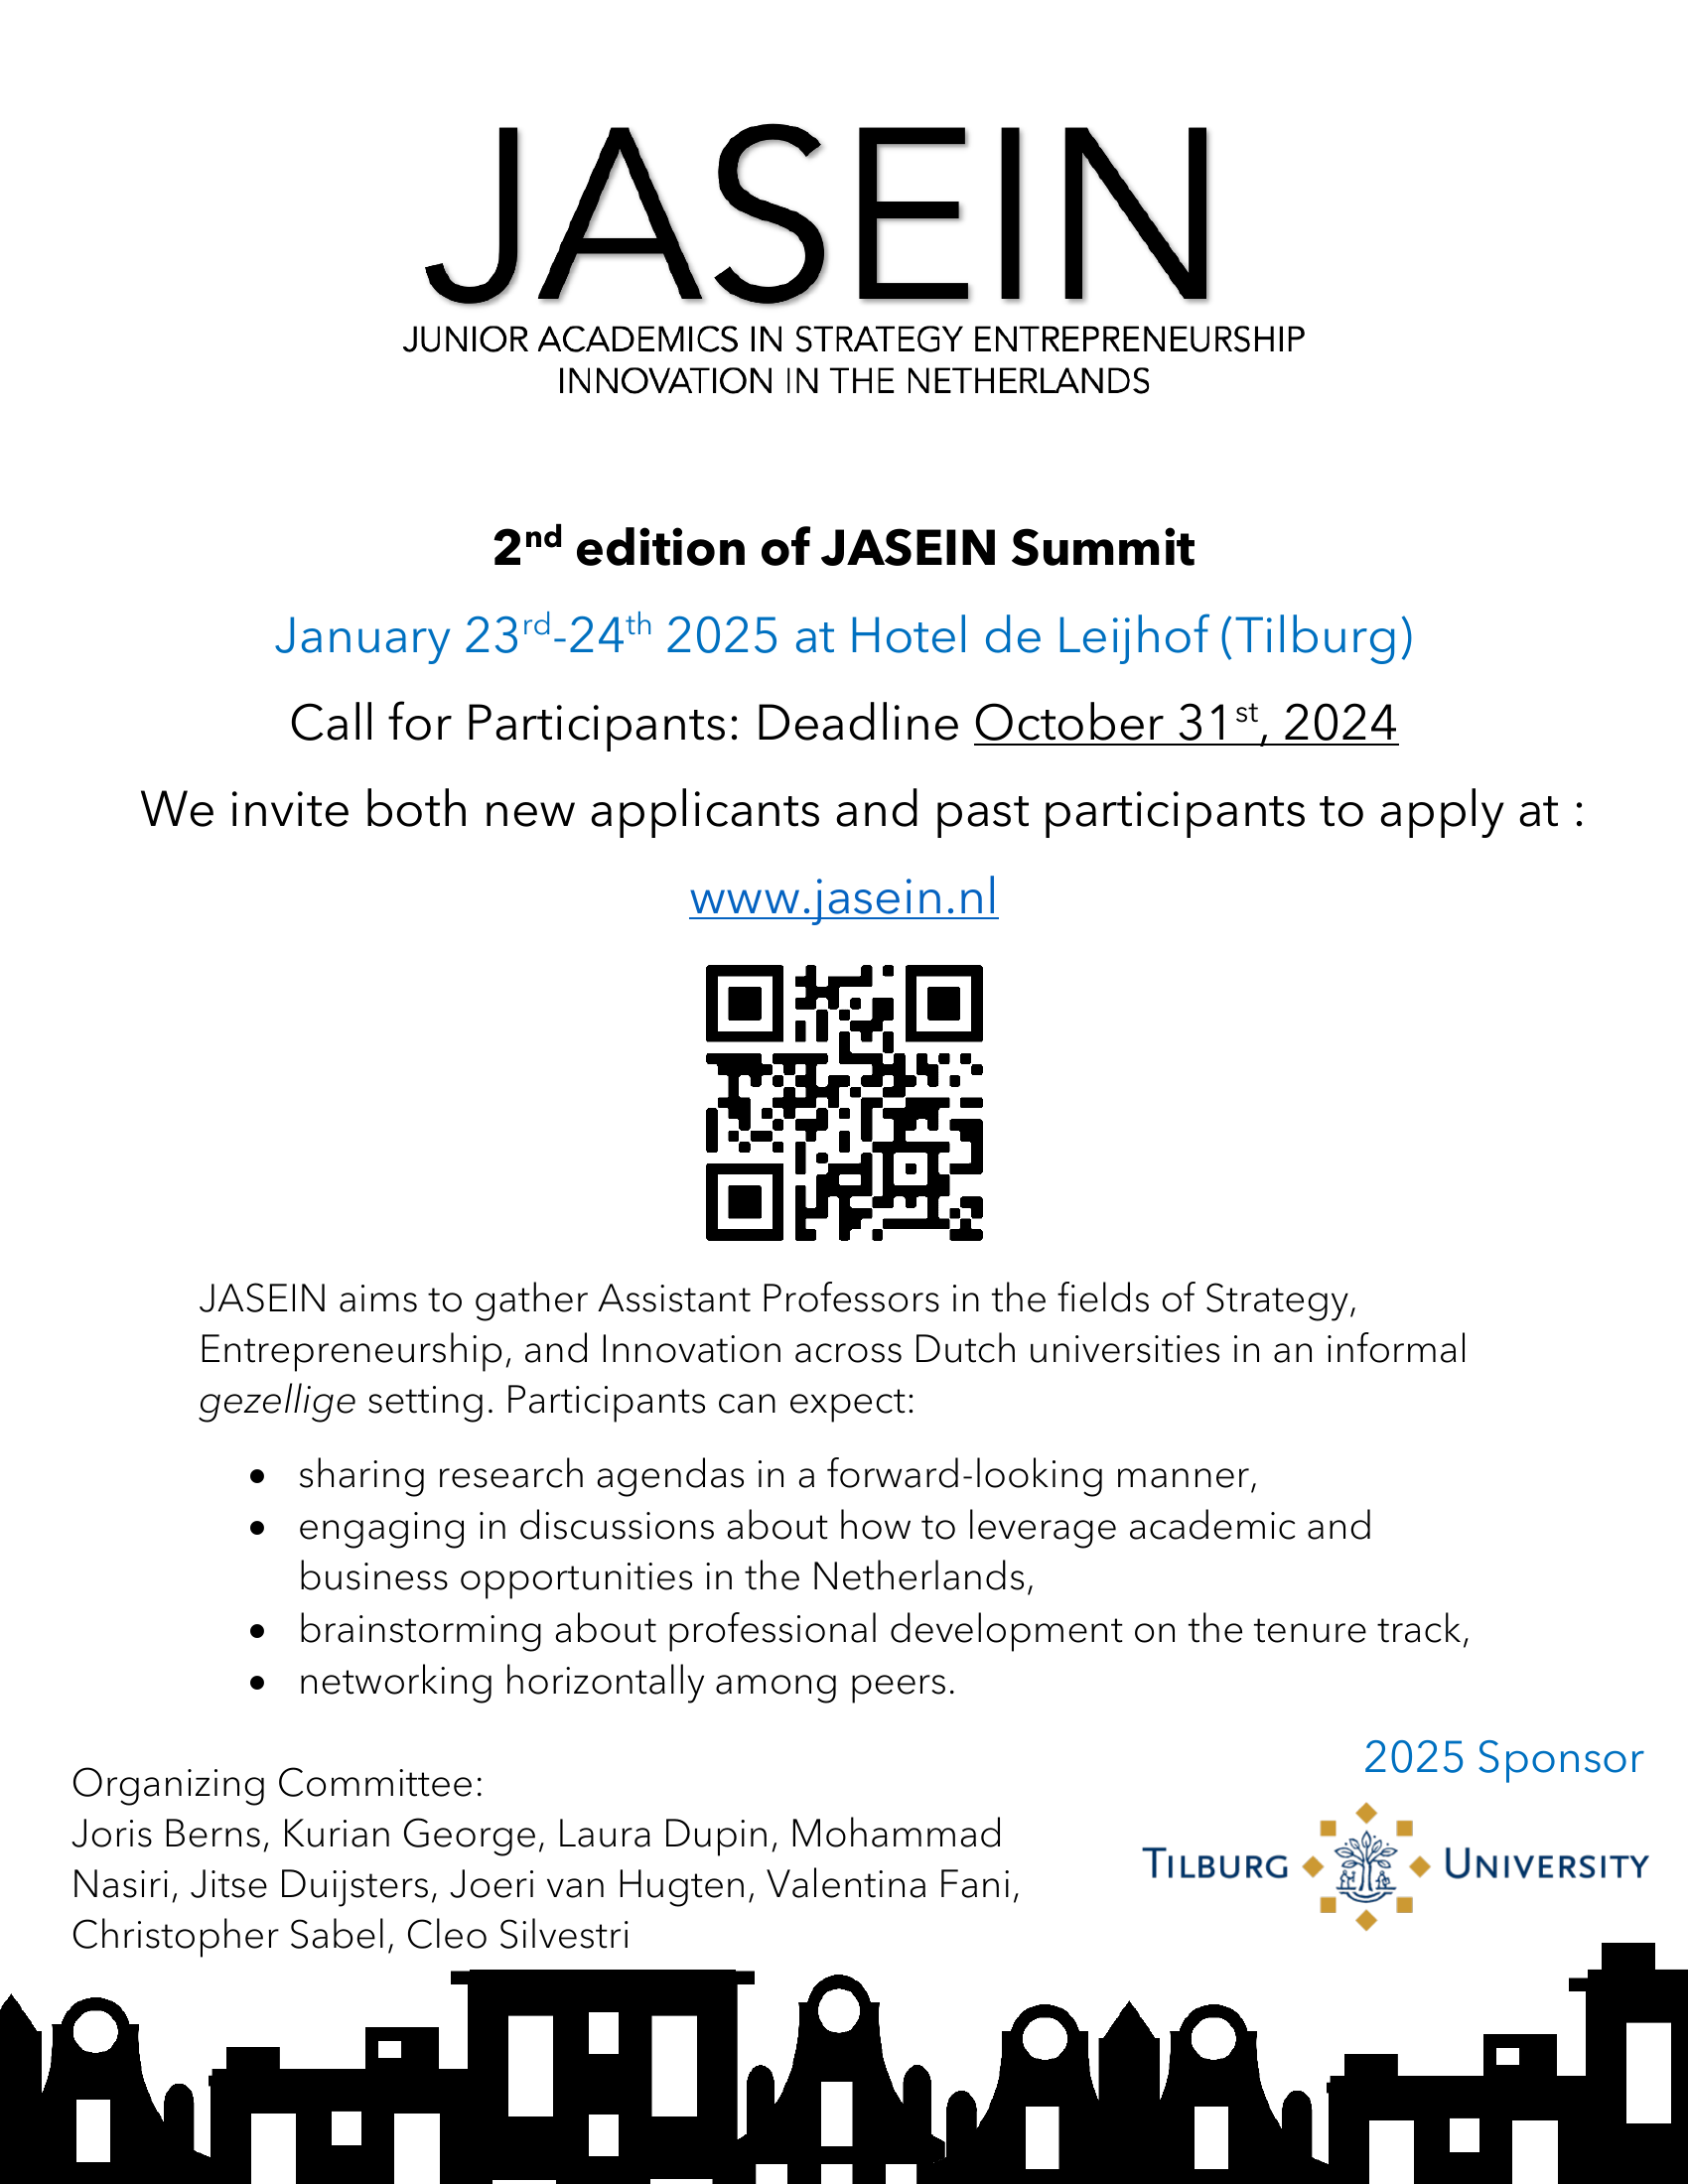 JASEIN
JUNIOR ACADEMICS IN STRATEGY ENTREPRENEURSHIP
INNOVATION IN THE NETHERLANDS
2nd edition of JASEIN Summit
January 23rd-24th 2025 at Hotel de Leijhof (Tilburg)
Call for Participants: Deadline October 31st, 2024
We invite both new applicants and past participants to apply at :
www.jasein.nl
JASEIN aims to gather Assistant Professors in the fields of Strategy,
Entrepreneurship, and Innovation across Dutch universities in an informal
gezellige setting. Participants can expect:
• sharing research agendas in a forward-looking manner,
• engaging in discussions about how to leverage academic and
business opportunities in the Netherlands,
• brainstorming about professional development on the tenure track,
• networking horizontally among peers.
Organizing Committee:
Joris Berns, Kurian George, Laura Dupin, Mohammad
Nasiri, Jitse Duijsters, Joeri van Hugten, Valentina Fani,
Christopher Sabel, Cleo Silvestri
2025 Sponsor
TILBURG UNIVERSITY